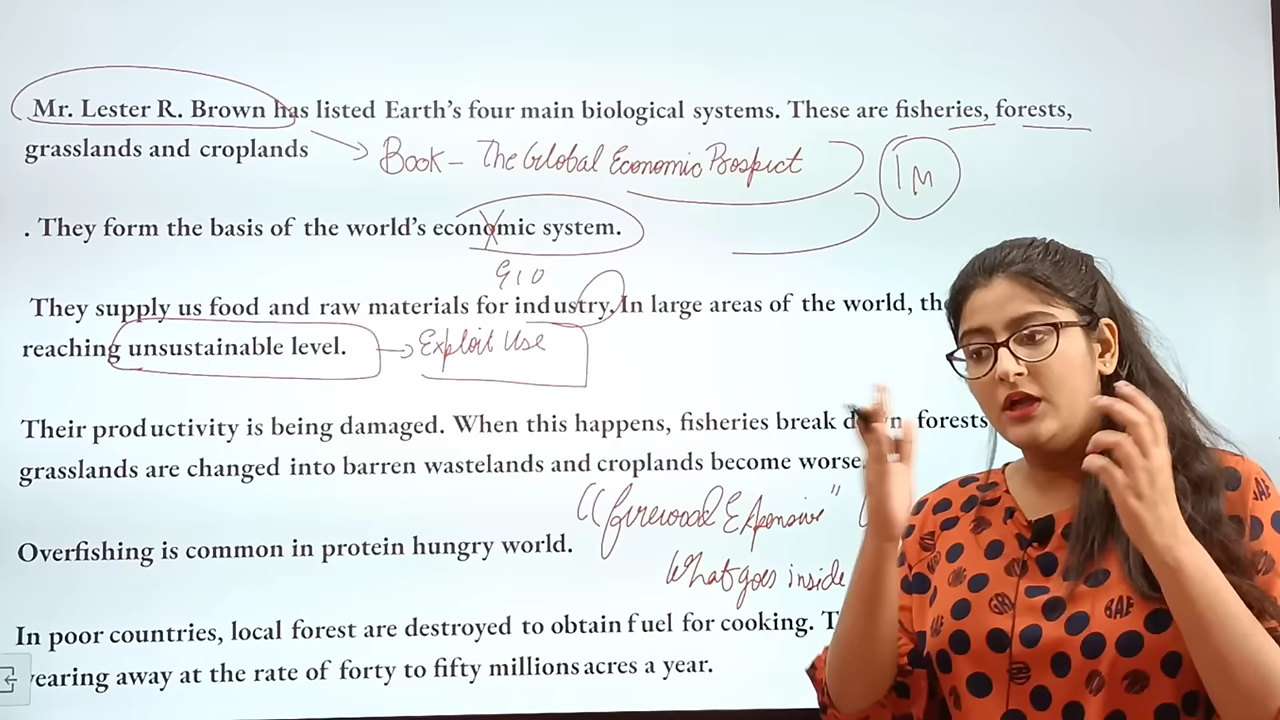 Mr. Lester R. Brown has listed Earth's four main biological systems. These are fisheries, forests,
grasslands and croplands
Book - The Global Economic Prospect
1 M
. They form the basis of the world's economic system.
They supply us food and raw materials for industry. In large areas of the world,
reaching unsustainable level.
Exploit Use
Their productivity is being damaged. When this happens, fisheries break down, forests
grasslands are changed into barren wastelands and croplands become worse.
"firewood Expensive"
Overfishing is common in protein hungry world.
What goes inside
In poor countries, local forest are destroyed to obtain fuel for cooking.
away at the rate of forty to fifty millions acres a year.